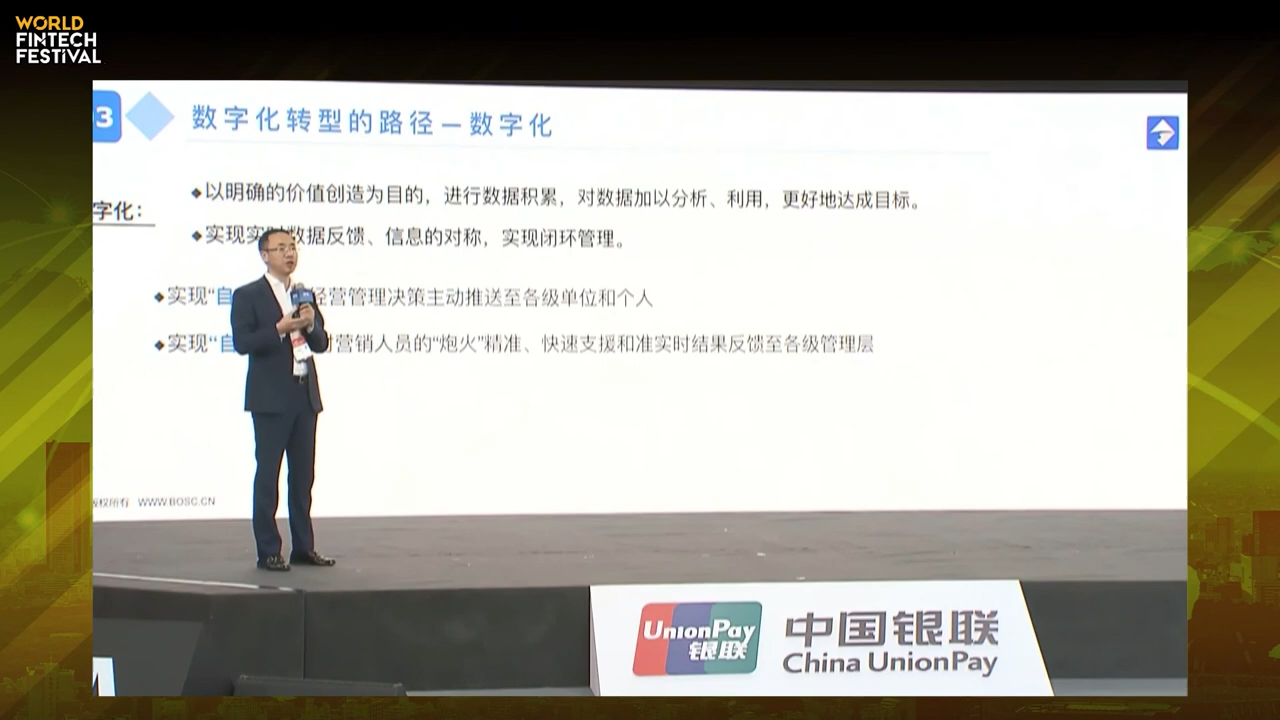 WORLD
FINTECH
FESTIVAL
3
数字化转型的路径－数字化
◆以明确的价值创造为目的，进行数据积累，对数据加以分析、利用，更好地达成目标。
字化：
◆实现实时数据反馈、信息的对称，实现闭环管理。
◆实现“自 经营管理决策主动推送至各级单位和个人
◆实现“自 对营销人员的“炮火”精准、快速支援和准实时结果反馈至各级管理层
版权所有 WWW.BOSC.CN
UnionPay
银联
中国银联
China UnionPay